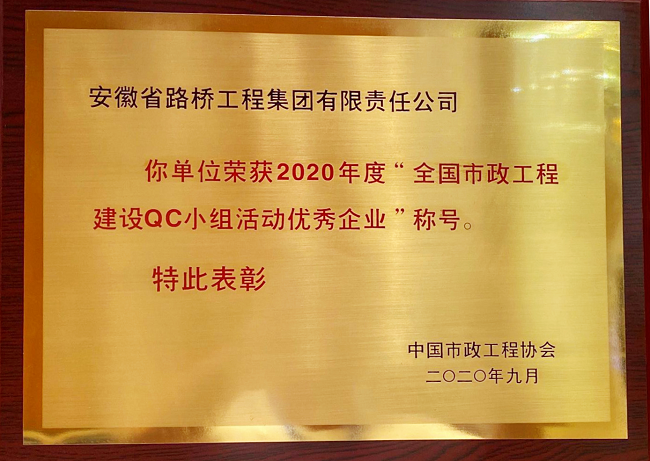 安徽省路桥工程集团有限责任公司
你单位荣获2020年度“全国市政工程
建设QC小组活动优秀企业”称号。
特此表彰
中国市政工程协会
二〇二〇年九月